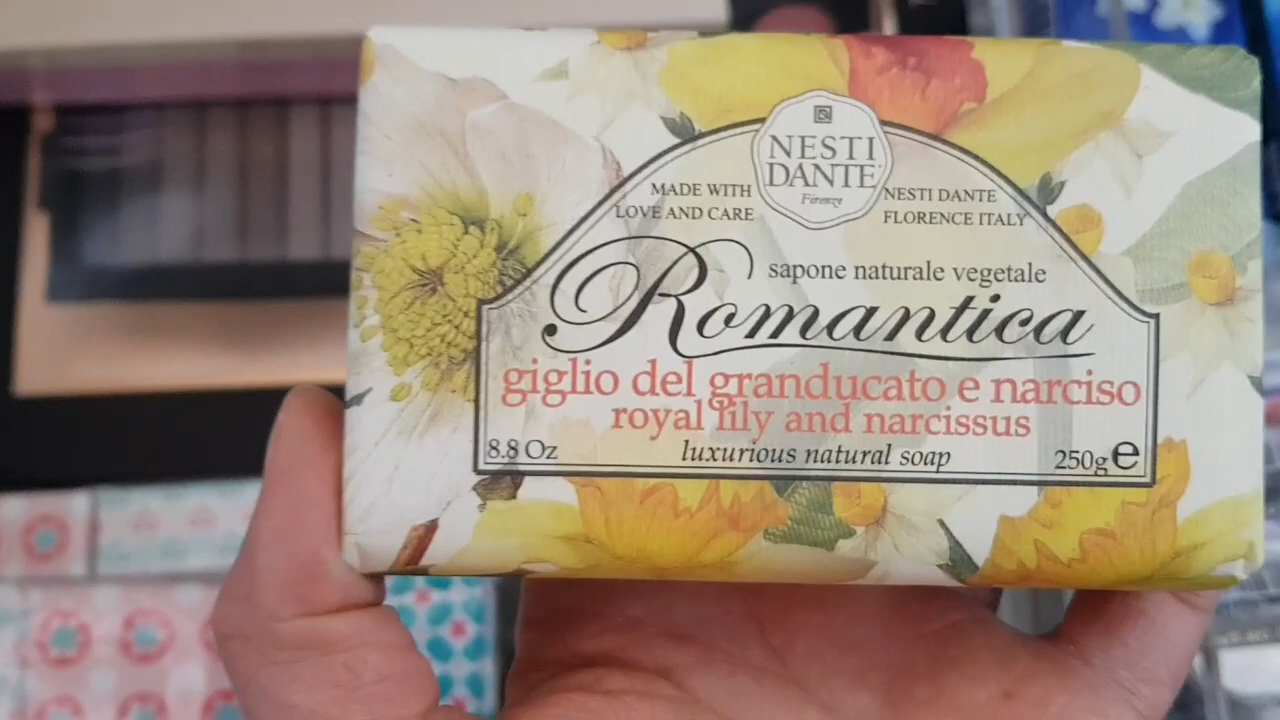 NESTI
DANTE
Firenze
MADE WITH
LOVE AND CARE
NESTI DANTE
FLORENCE ITALY
sapone naturale vegetale
Romantica
giglio del granducato e narciso
royal lily and narcissus
luxurious natural soap
8.8 Oz
250g e